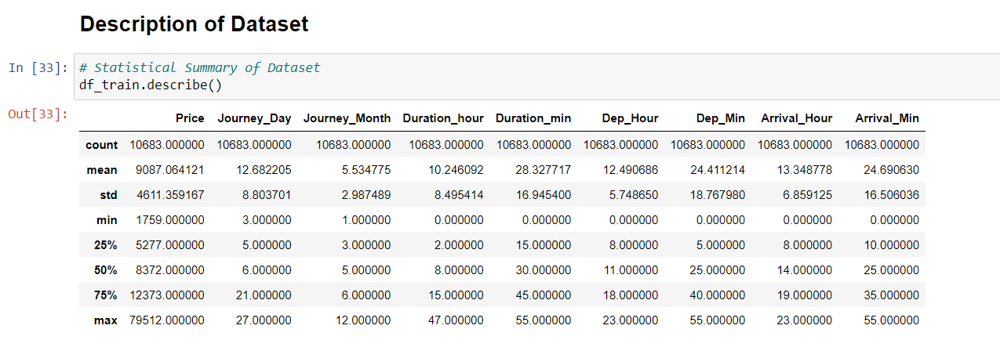 Description of Dataset
In [33]: # Statistical Summary of Dataset
df_train.describe()
Out[33]:
Price Journey_Day Journey_Month Duration_hour Duration_min Dep_Hour Dep_Min Arrival_Hour Arrival_Min
count 10683.000000 10683.000000 10683.000000 10683.000000 10683.000000 10683.000000 10683.000000 10683.000000 10683.000000
mean 9087.064121 12.682205 5.534775 10.246092 28.327717 12.490686 24.411214 13.348778 24.690630
std 4611.359167 8.803701 2.987489 8.495414 16.945400 5.748650 18.767980 6.859125 16.506036
min 1759.000000 3.000000 1.000000 0.000000 0.000000 0.000000 0.000000 0.000000 0.000000
25% 5277.000000 5.000000 3.000000 2.000000 15.000000 8.000000 5.000000 8.000000 10.000000
50% 8372.000000 6.000000 5.000000 8.000000 30.000000 11.000000 25.000000 14.000000 25.000000
75% 12373.000000 21.000000 6.000000 15.000000 45.000000 18.000000 40.000000 19.000000 35.000000
max 79512.000000 27.000000 12.000000 47.000000 55.000000 23.000000 55.000000 23.000000 55.000000